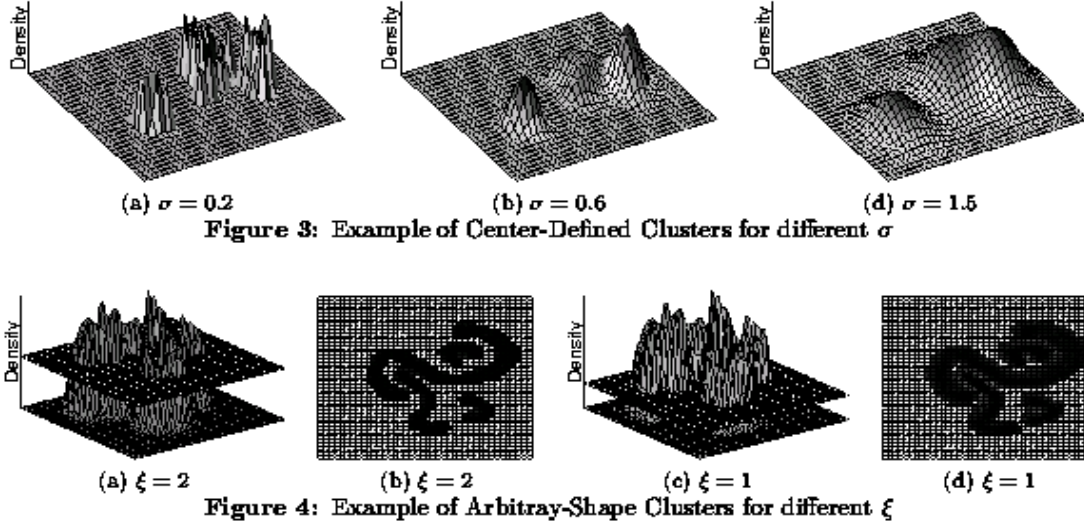 Density
Density
Density
(a) σ = 0.2
(b) σ = 0.6
(d) σ = 1.5
Figure 3: Example of Center-Defined Clusters for different σ
Density
Density
(a) ξ = 2
(b) ξ = 2
(c) ξ = 1
(d) ξ = 1
Figure 4: Example of Arbitray-Shape Clusters for different ξ